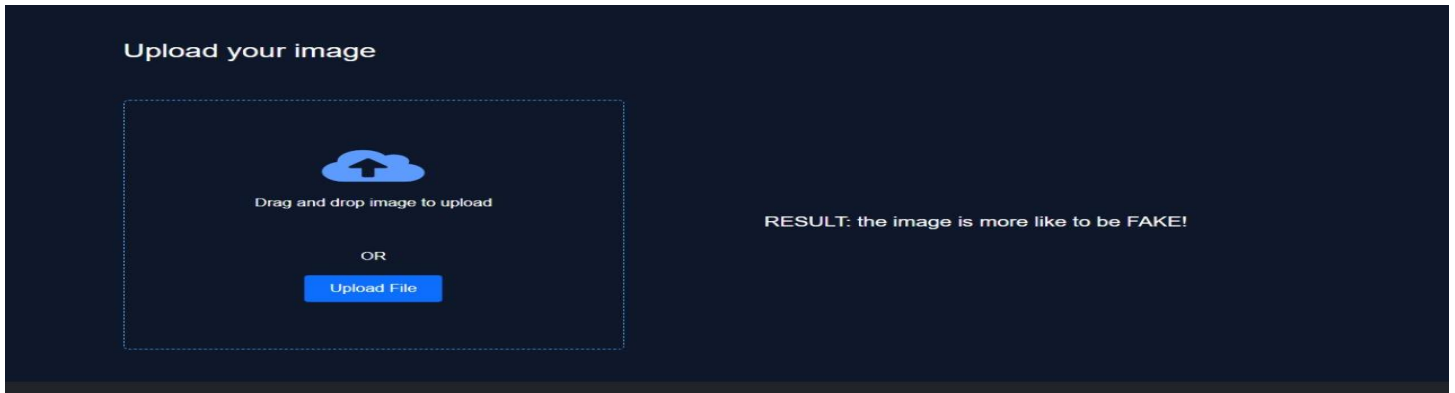 Upload your image
Drag and drop image to upload
OR
Upload File
RESULT: the image is more like to be FAKE!